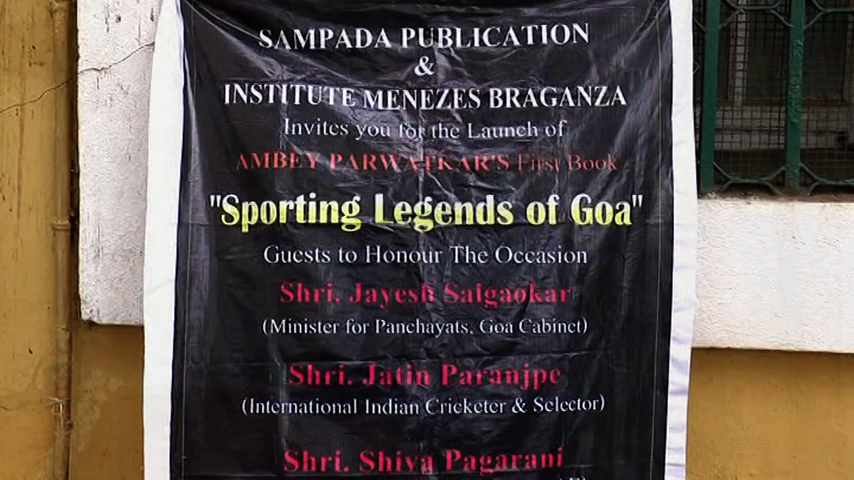 SAMPADA PUBLICATION
&
INSTITUTE MENEZES BRAGANZA
Invites you for the Launch of
AMBEY PARWATKAR'S First Book
"Sporting Legends of Goa"
Guests to Honour The Occasion
Shri. Jayesh Salgaokar
(Minister for Panchayats, Goa Cabinet)
Shri. Jatin Paranjpe
(International Indian Cricketer & Selector)
Shri. Shiva Pagarani